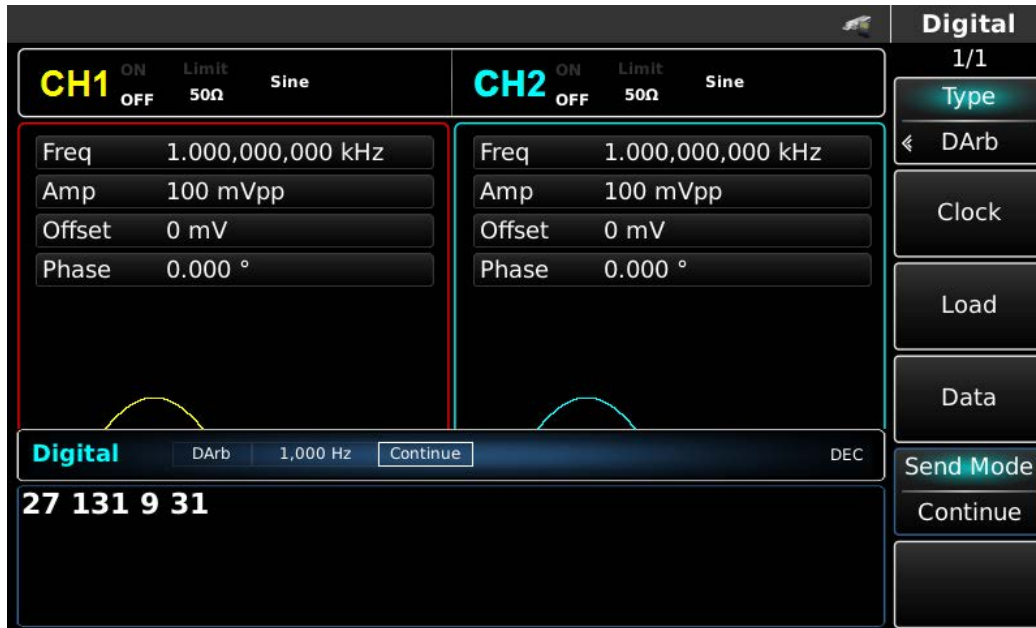 Digital
1/1
CH1 ON OFF Limit 50Ω Sine
CH2 ON OFF Limit 50Ω Sine
Type
DArb
Freq 1.000,000,000 kHz
Amp 100 mVpp
Offset 0 mV
Phase 0.000 °
Freq 1.000,000,000 kHz
Amp 100 mVpp
Offset 0 mV
Phase 0.000 °
Clock
Load
Data
Digital DArb 1,000 Hz Continue DEC
Send Mode
Continue
27 131 9 31